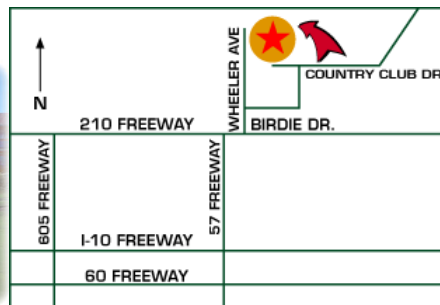 WHEELER AVE
COUNTRY CLUB DR
N
210 FREEWAY
BIRDIE DR.
605 FREEWAY
57 FREEWAY
I-10 FREEWAY
60 FREEWAY